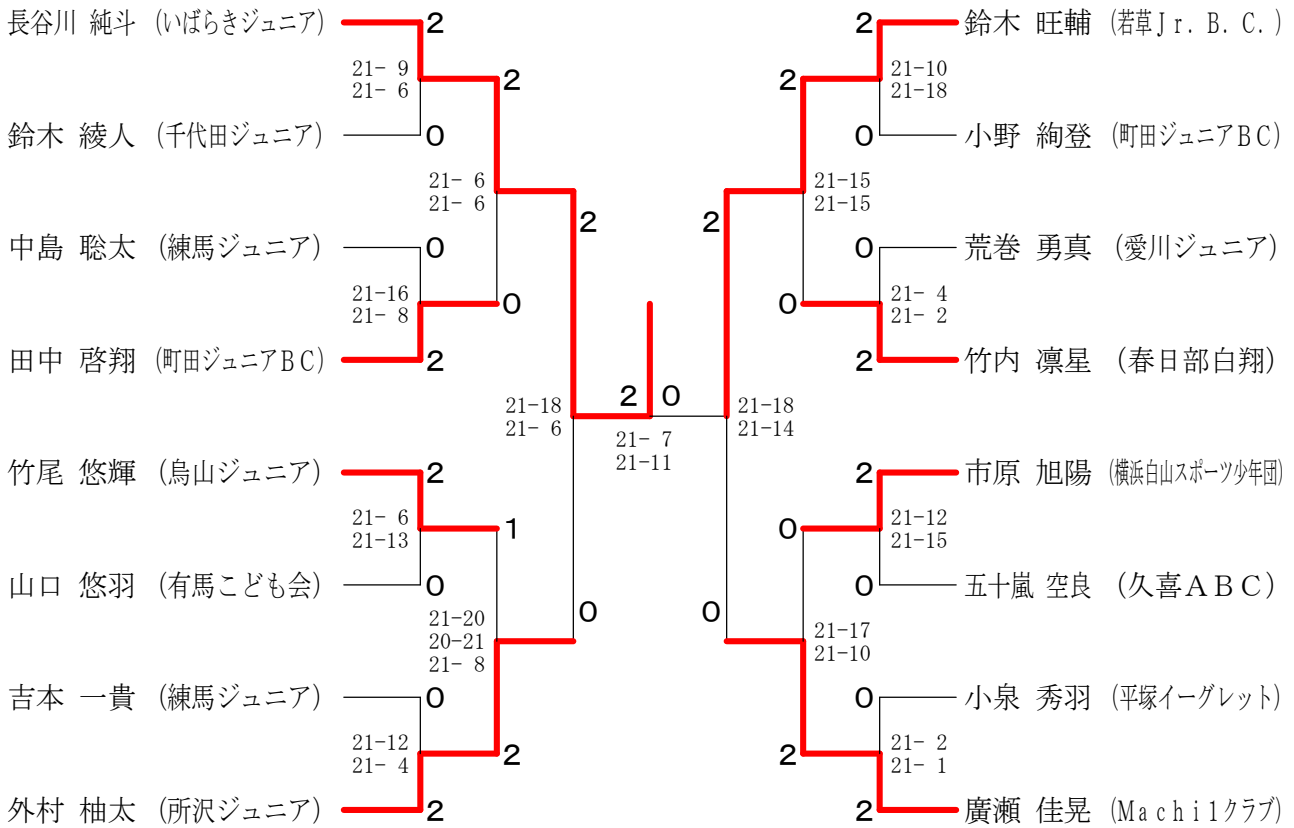 長谷川 純斗 (いばらきジュニア) 2 2 鈴木 旺輔 (若草Jr.B.C.)
21- 9 2 2 21-10
21- 6 21-18
鈴木 綾人 (千代田ジュニア) 0 0 小野 絢登 (町田ジュニアBC)
21- 6 21-15
21- 6 21-15
2 2
中島 聡太 (練馬ジュニア) 0 0 荒巻 勇真 (愛川ジュニア)
21-16 0 0 21- 4
21- 8 21- 2
田中 啓翔 (町田ジュニアBC) 2 2 竹内 凛星 (春日部白翔)
21-18 2 0 21-18
21- 6 21-14
21- 7
21-11
竹尾 悠輝 (烏山ジュニア) 2 2 市原 旭陽 (横浜白山スポーツ少年団)
21- 6 1 0 21-12
21-13 21-15
山口 悠羽 (有馬こども会) 0 0 五十嵐 空良 (久喜ABC)
0 0
21-20 21-17
20-21 21-10
21- 8
吉本 一貴 (練馬ジュニア) 0 0 小泉 秀羽 (平塚イーグレット)
21-12 2 2 21- 2
21- 4 21- 1
外村 柚太 (所沢ジュニア) 2 2 廣瀬 佳晃 (Machi1クラブ)